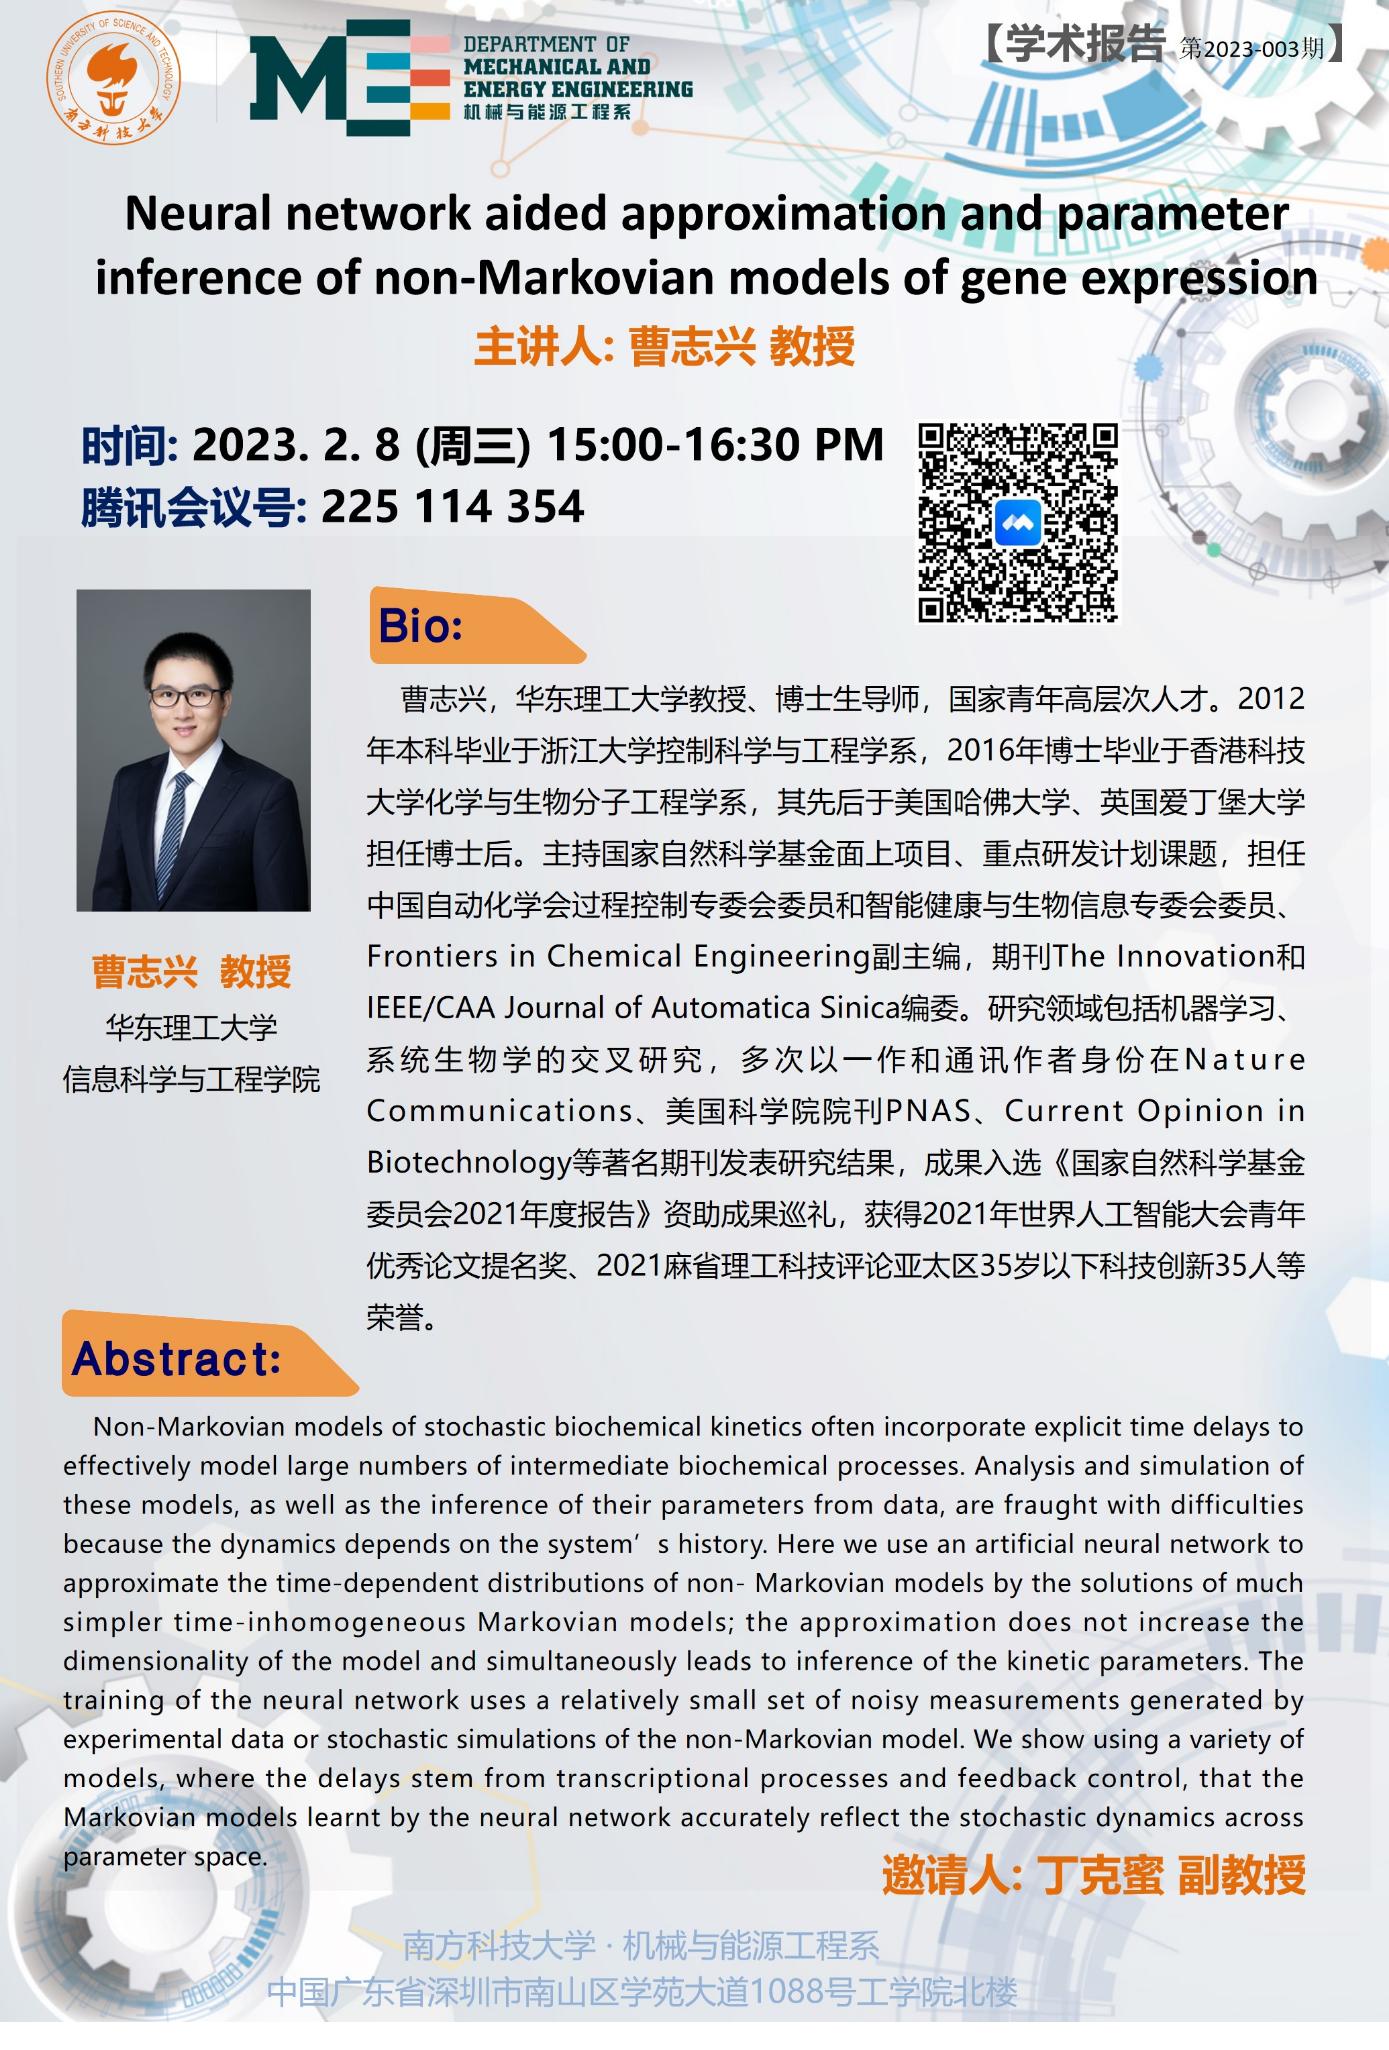 SOUTHERN UNIVERSITY OF SCIENCE AND TECHNOLOGY
南方科技大学
ME
DEPARTMENT OF
MECHANICAL AND
ENERGY ENGINEERING
机械与能源工程系
【学术报告 第2023-003期】
Neural network aided approximation and parameter
inference of non-Markovian models of gene expression
主讲人: 曹志兴 教授
时间: 2023. 2. 8 (周三) 15:00-16:30 PM
腾讯会议号: 225 114 354
曹志兴 教授
华东理工大学
信息科学与工程学院
Bio:
曹志兴，华东理工大学教授、博士生导师，国家青年高层次人才。2012
年本科毕业于浙江大学控制科学与工程学系，2016年博士毕业于香港科技
大学化学与生物分子工程学系，其先后于美国哈佛大学、英国爱丁堡大学
担任博士后。主持国家自然科学基金面上项目、重点研发计划课题，担任
中国自动化学会过程控制专委会委员和智能健康与生物信息专委会委员、
Frontiers in Chemical Engineering副主编，期刊The Innovation和
IEEE/CAA Journal of Automatica Sinica编委。研究领域包括机器学习、
系统生物学的交叉研究，多次以一作和通讯作者身份在Nature
Communications、美国科学院院刊PNAS、Current Opinion in
Biotechnology等著名期刊发表研究结果，成果入选《国家自然科学基金
委员会2021年度报告》资助成果巡礼，获得2021年世界人工智能大会青年
优秀论文提名奖、2021麻省理工科技评论亚太区35岁以下科技创新35人等
荣誉。
Abstract:
Non-Markovian models of stochastic biochemical kinetics often incorporate explicit time delays to
effectively model large numbers of intermediate biochemical processes. Analysis and simulation of
these models, as well as the inference of their parameters from data, are fraught with difficulties
because the dynamics depends on the system’ s history. Here we use an artificial neural network to
approximate the time-dependent distributions of non- Markovian models by the solutions of much
simpler time-inhomogeneous Markovian models; the approximation does not increase the
dimensionality of the model and simultaneously leads to inference of the kinetic parameters. The
training of the neural network uses a relatively small set of noisy measurements generated by
experimental data or stochastic simulations of the non-Markovian model. We show using a variety of
models, where the delays stem from transcriptional processes and feedback control, that the
Markovian models learnt by the neural network accurately reflect the stochastic dynamics across
parameter space.
邀请人: 丁克蜜 副教授
南方科技大学 · 机械与能源工程系
中国广东省深圳市南山区学苑大道1088号工学院北楼